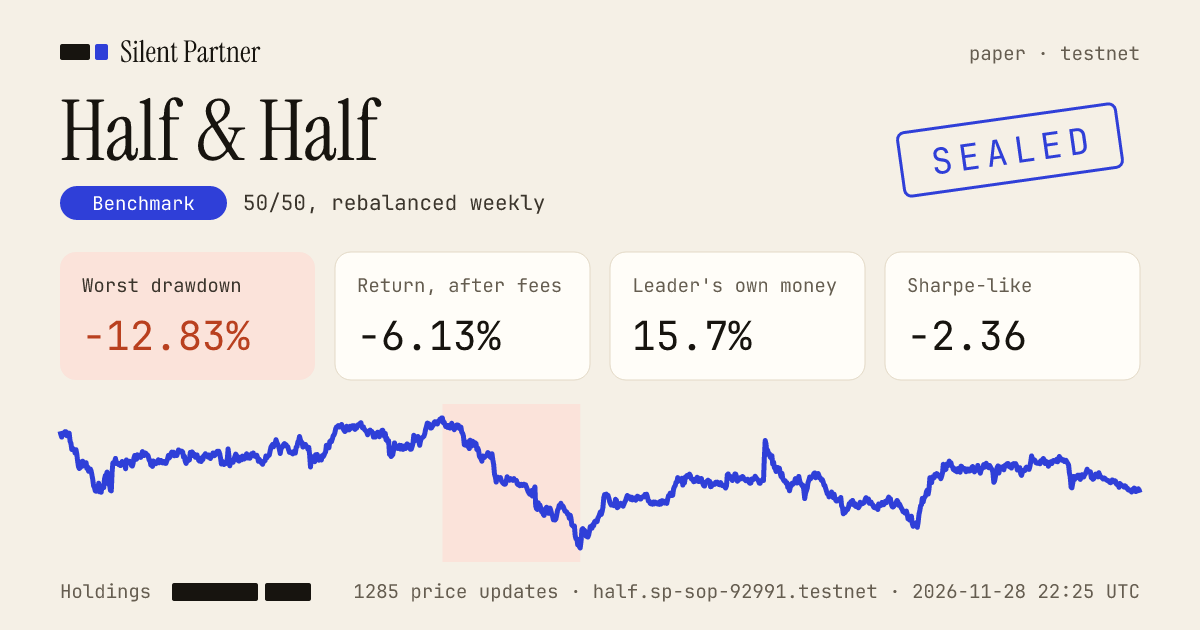 Silent Partner
paper · testnet
Half & Half
SEALED
Benchmark
50/50, rebalanced weekly
Worst drawdown
-12.83%
Return, after fees
-6.13%
Leader's own money
15.7%
Sharpe-like
-2.36
Holdings
1285 price updates · half.sp-sop-92991.testnet · 2026-11-28 22:25 UTC